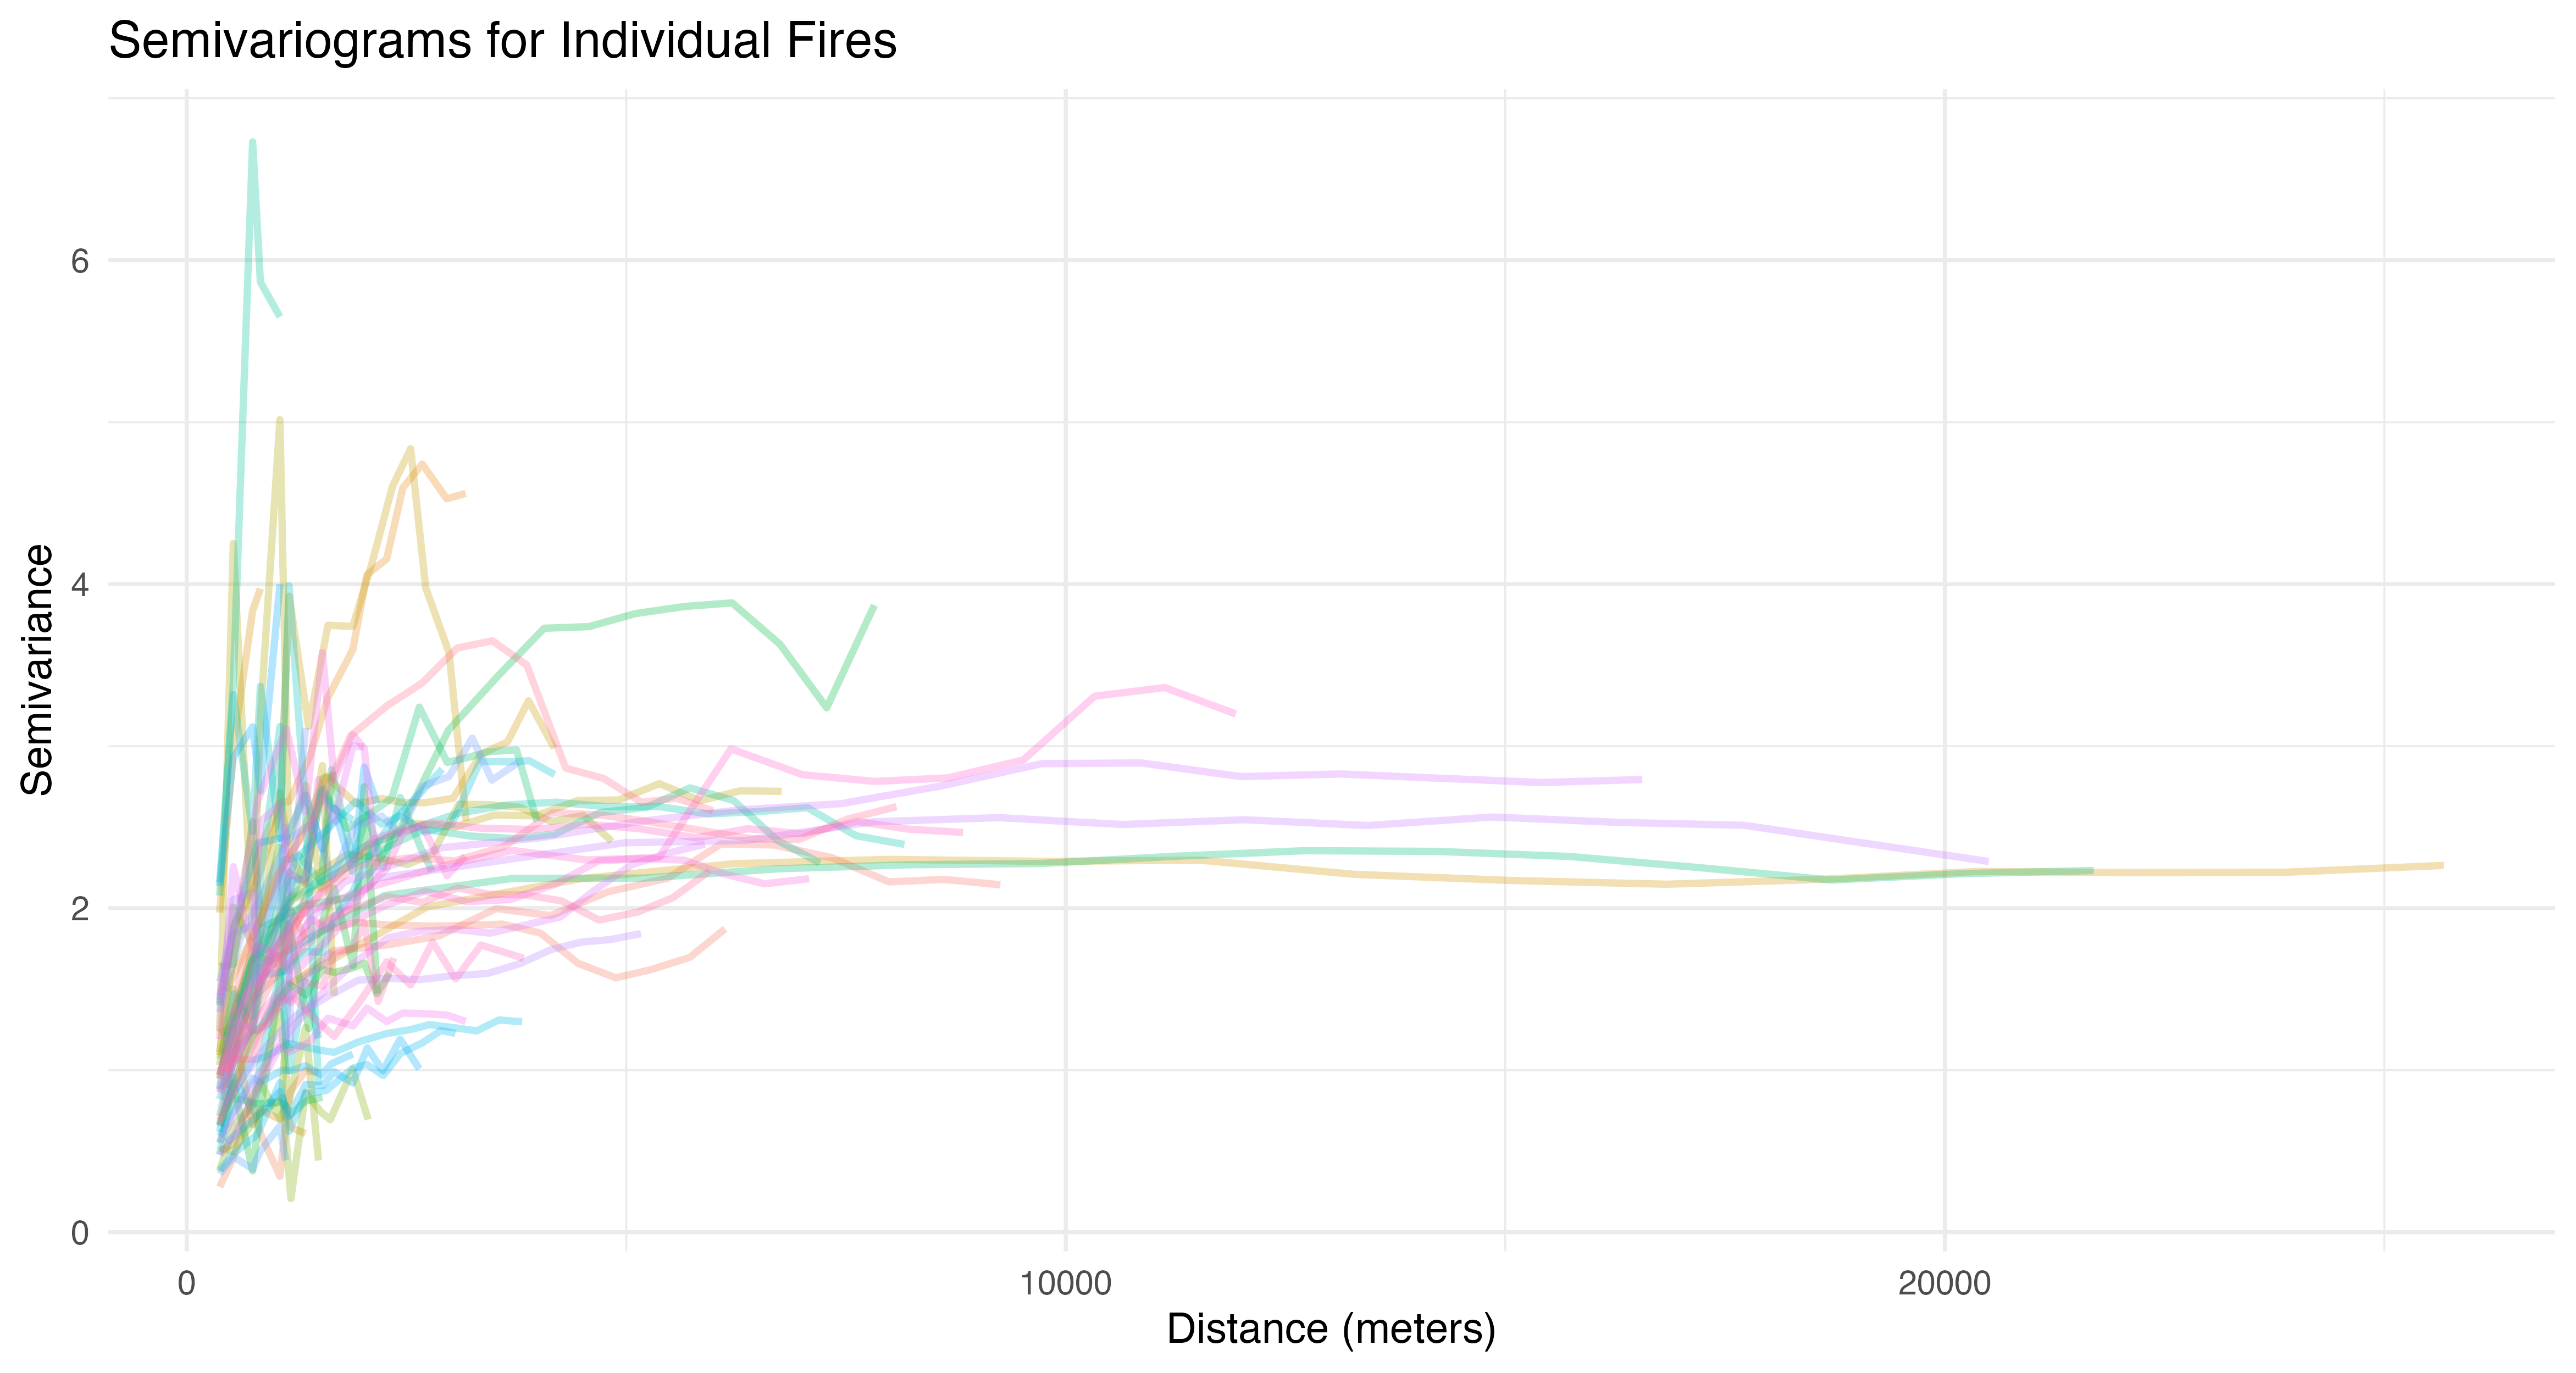 Semivariograms for Individual Fires
Semivariance
6
4
2
0
0 10000 20000
Distance (meters)